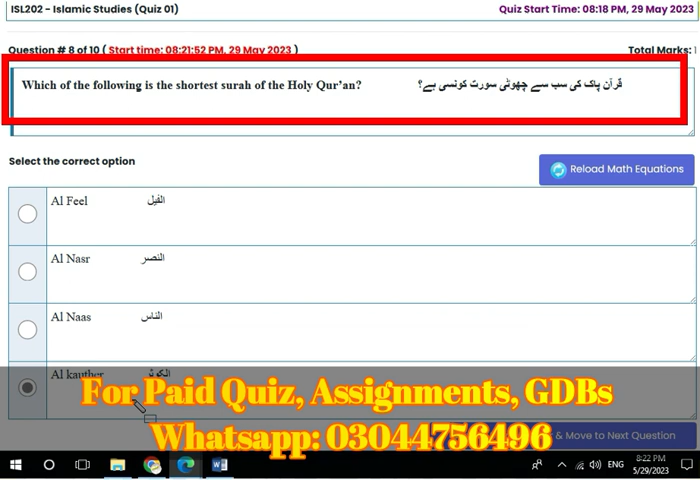 ISL202 - Islamic Studies (Quiz 01) Quiz Start Time: 08:18 PM, 29 May 2023
Question # 8 of 10 ( Start time: 08:21:52 PM, 29 May 2023 ) Total Marks: 1
Which of the following is the shortest surah of the Holy Qur’an? قرآن پاک کی سب سے چھوٹی سورت کونسی ہے؟
Select the correct option
Reload Math Equations
Al Feel الفیل
Al Nasr النصر
Al Naas الناس
Al kauther الکوثر
For Paid Quiz, Assignments, GDBs
Whatsapp: 03044756496
& Move to Next Question
ENG
8:22 PM
5/29/2023